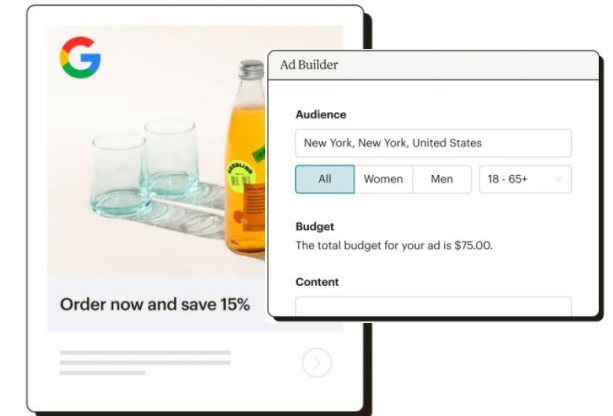 Ad Builder
Audience
New York, New York, United States
All
Women
Men
18 - 65+
Budget
The total budget for your ad is $75.00.
Content
Order now and save 15%